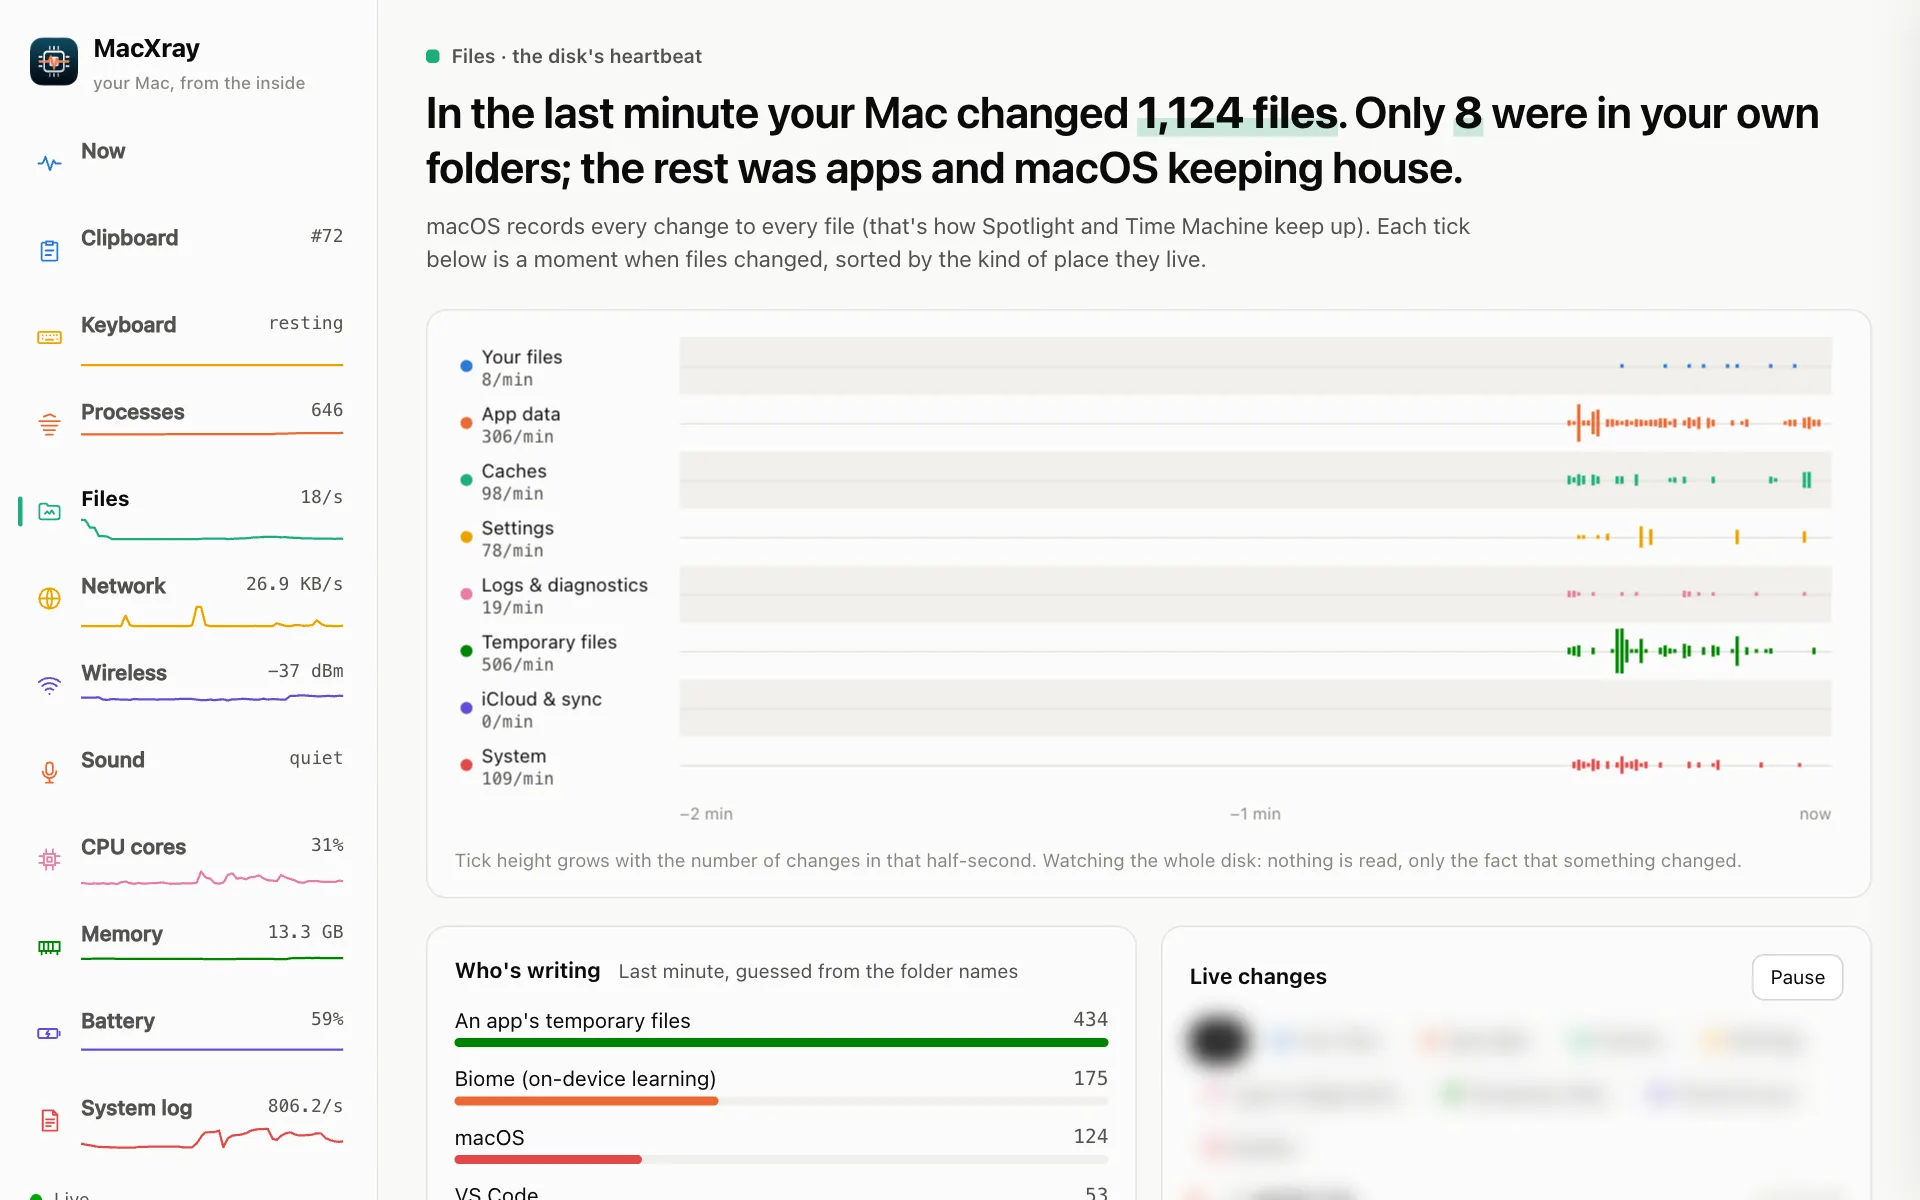 MacXray
your Mac, from the inside
Now
Clipboard #72
Keyboard resting
Processes 646
Files 18/s
Network 26.9 KB/s
Wireless −37 dBm
Sound quiet
CPU cores 31%
Memory 13.3 GB
Battery 59%
System log 806.2/s
Live
Files · the disk's heartbeat
In the last minute your Mac changed 1,124 files. Only 8 were in your own
folders; the rest was apps and macOS keeping house.
macOS records every change to every file (that's how Spotlight and Time Machine keep up). Each tick
below is a moment when files changed, sorted by the kind of place they live.
Your files
8/min
App data
306/min
Caches
98/min
Settings
78/min
Logs & diagnostics
19/min
Temporary files
506/min
iCloud & sync
0/min
System
109/min
−2 min −1 min now
Tick height grows with the number of changes in that half-second. Watching the whole disk: nothing is read, only the fact that something changed.
Who's writing Last minute, guessed from the folder names
An app's temporary files 434
Biome (on-device learning) 175
macOS 124
VS Code 53
Live changes Pause